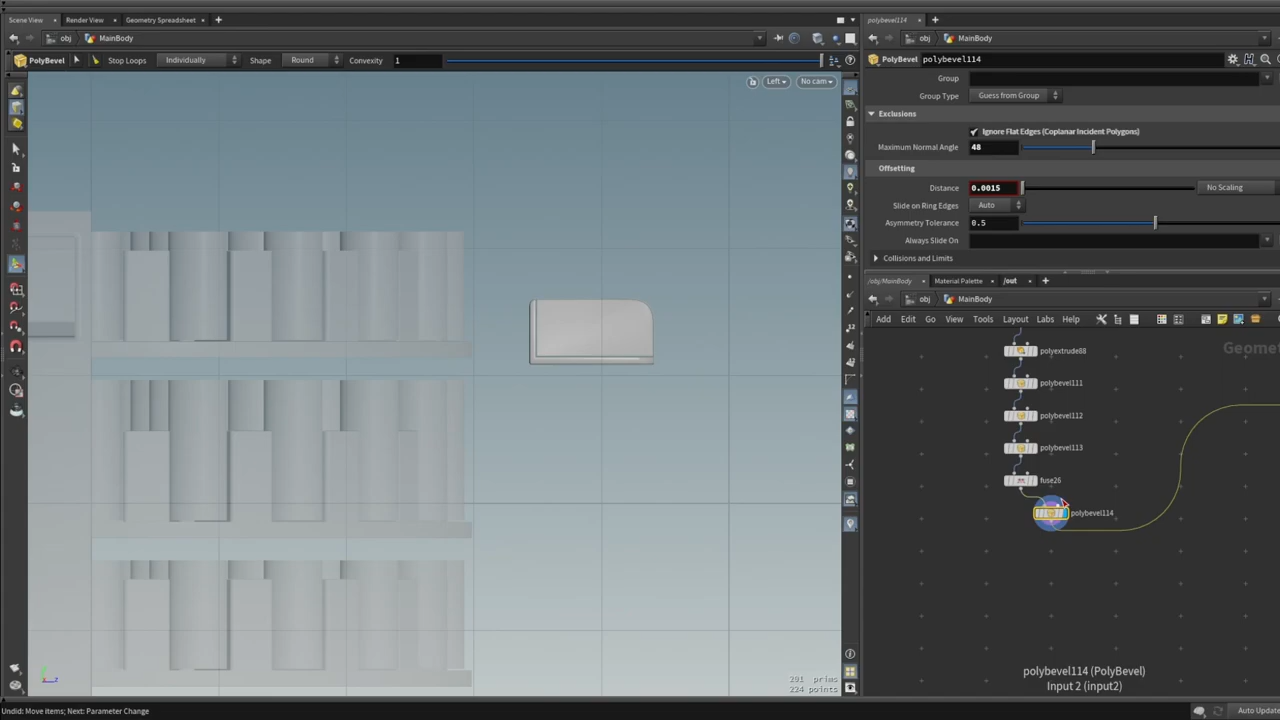 Scene View
Render View
Geometry Spreadsheet
polybevel114
obj MainBody
obj MainBody
PolyBevel Stop Loops Individually Shape Round Convexity 1
PolyBevel polybevel114
Left No cam
Group
Group Type Guess from Group
Exclusions
Ignore Flat Edges (Coplanar Incident Polygons)
Maximum Normal Angle 48
Offsetting
Distance 0.0015 No Scaling
Slide on Ring Edges Auto
Asymmetry Tolerance 0.5
Always Slide On
Collisions and Limits
/obj/MainBody Material Palette /out
obj MainBody
Add Edit Go View Tools Layout Labs Help
Geomet
polyextrude88
polybevel111
polybevel112
polybevel113
fuse26
polybevel114
polybevel114 (PolyBevel)
Input 2 (input2)
201 prims
224 points
Undid: Move items; Next: Parameter Change
Auto Update